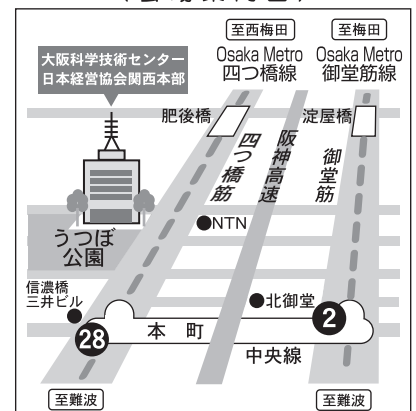 至西梅田
至梅田
Osaka Metro
四つ橋線
Osaka Metro
御堂筋線
大阪科学技術センター
日本経営協会関西本部
肥後橋
淀屋橋
四つ橋筋
阪神高速
御堂筋
NTN
うつぼ
公園
信濃橋
三井ビル
北御堂
2
28
本町
中央線
至難波
至難波